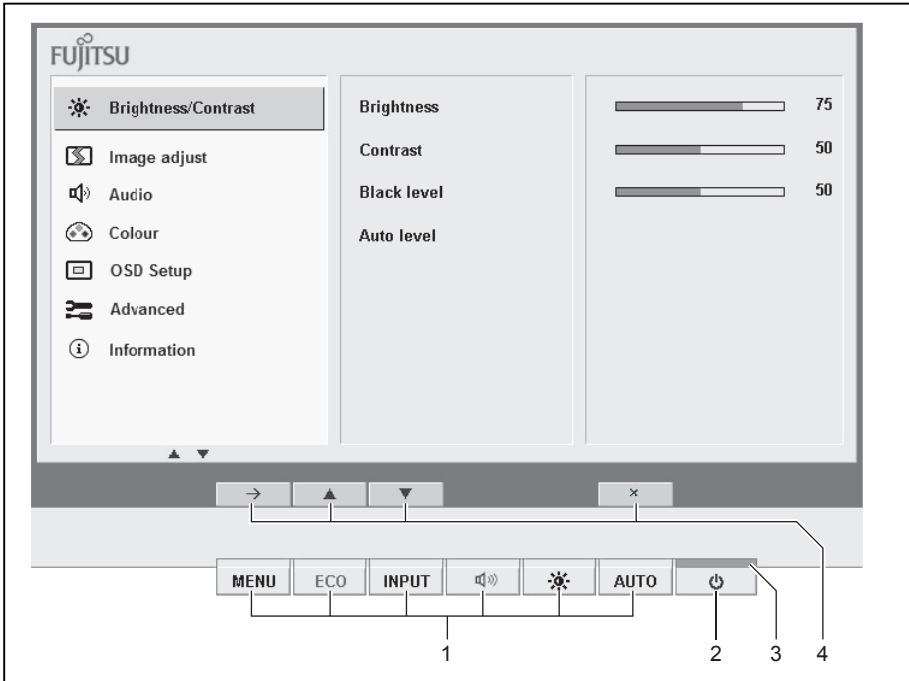 FUJITSU
Brightness/Contrast
Image adjust
Audio
Colour
OSD Setup
Advanced
Information
Brightness 75
Contrast 50
Black level 50
Auto level
MENU ECO INPUT AUTO
1 2 3 4